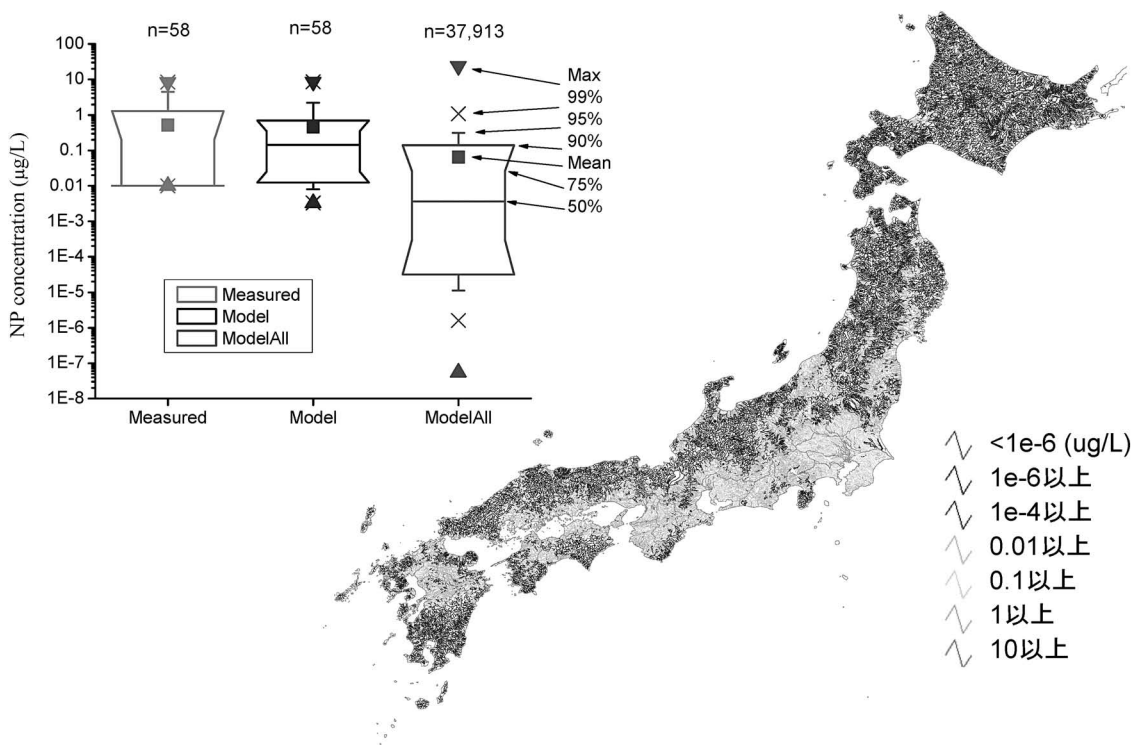 n=58
n=58
n=37,913
NP concentration (μg/L)
100
10
1
0.1
0.01
1E-3
1E-4
1E-5
1E-6
1E-7
1E-8
Max
99%
95%
90%
Mean
75%
50%
Measured
Model
ModelAll
Measured
Model
ModelAll
<1e-6 (ug/L)
1e-6以上
1e-4以上
0.01以上
0.1以上
1以上
10以上